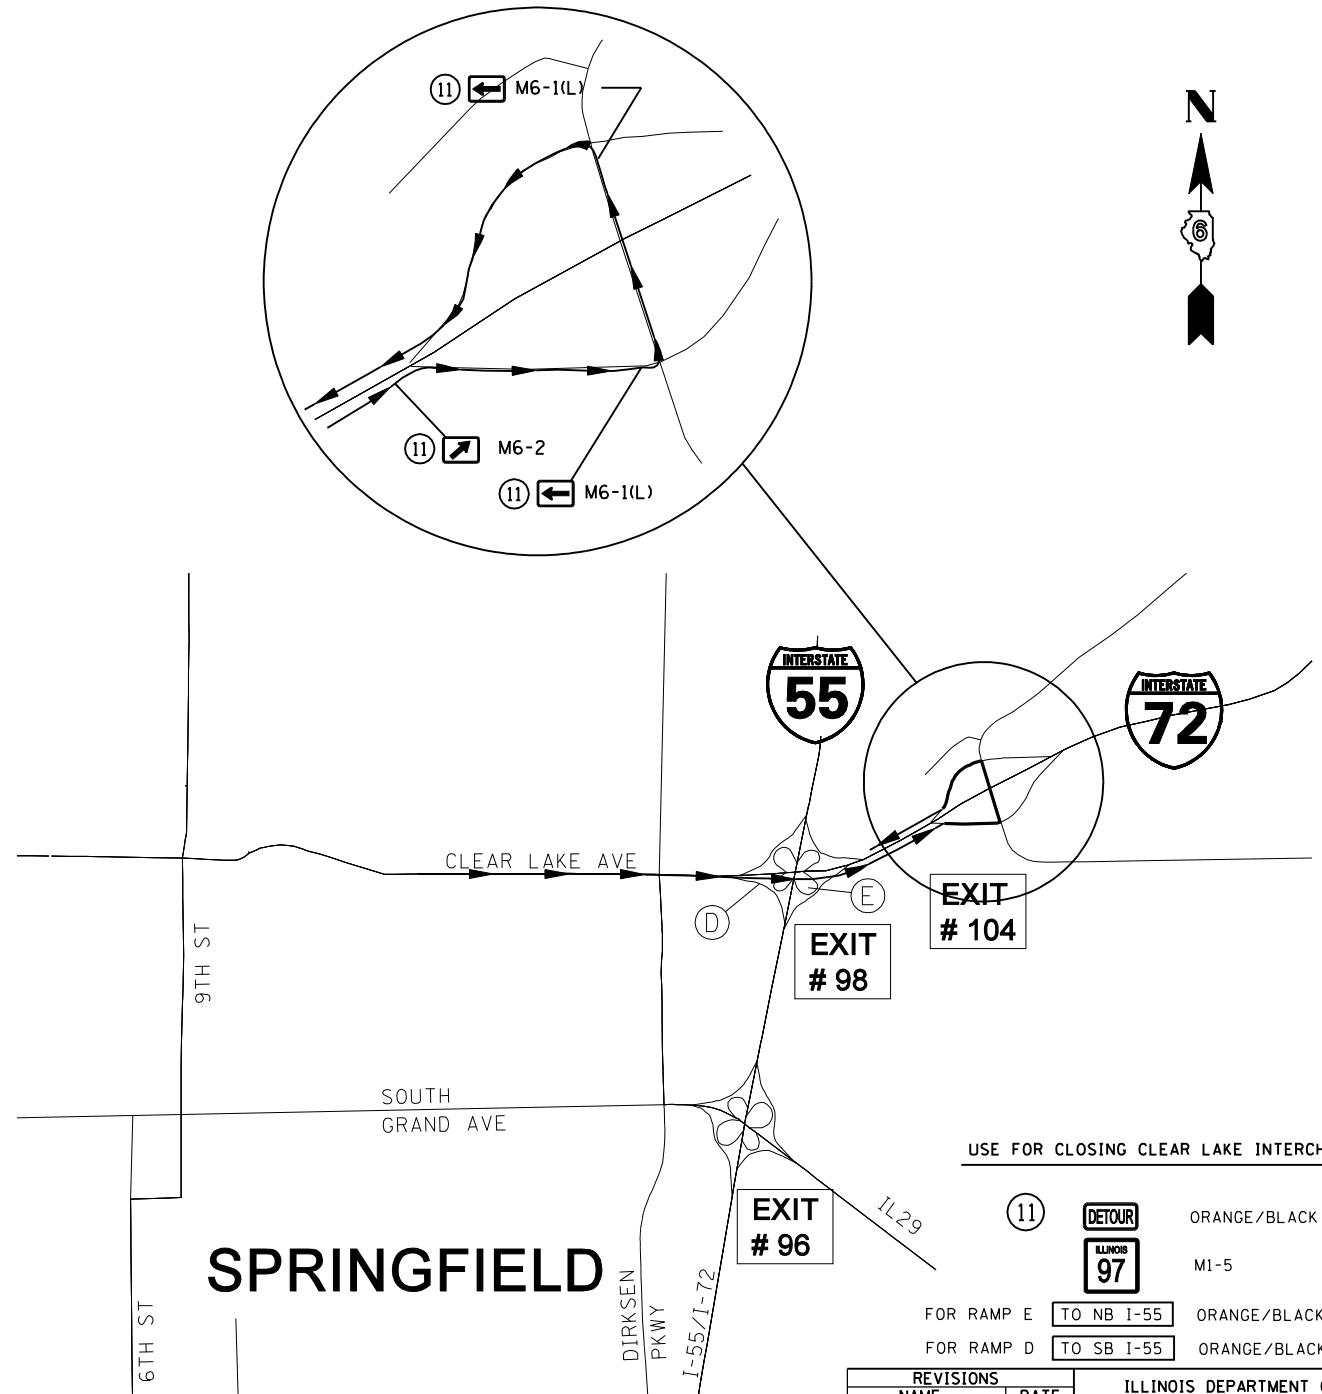 11 M6-1(L)
N
6
11 M6-2
11 M6-1(L)
INTERSTATE
55
INTERSTATE
72
CLEAR LAKE AVE
D
E
EXIT
# 104
EXIT
# 98
9TH ST
SOUTH
GRAND AVE
EXIT
# 96
IL29
SPRINGFIELD
6TH ST
DIRKSEN
PKWY
I-55/I-72
USE FOR CLOSING CLEAR LAKE INTERCH
11 DETOUR ORANGE/BLACK
ILLINOIS
97 M1-5
FOR RAMP E TO NB I-55 ORANGE/BLACK
FOR RAMP D TO SB I-55 ORANGE/BLACK
REVISIONS
NAME DATE
ILLINOIS DEPARTMENT